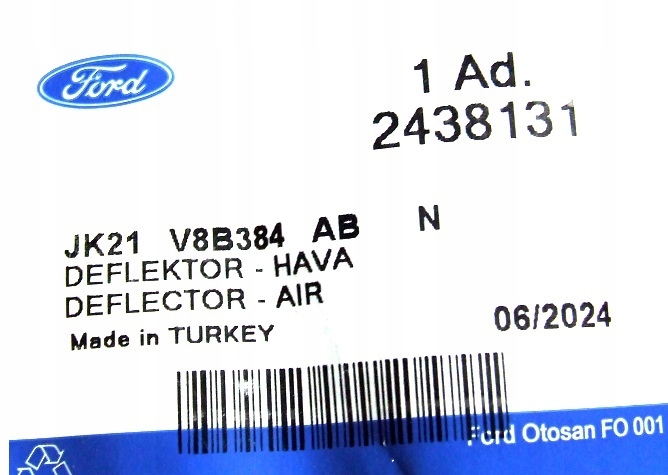 Ford
1 Ad.
2438131
JK21 V8B384 AB N
DEFLEKTOR - HAVA
DEFLECTOR - AIR
Made in TURKEY
06/2024
Ford Otosan FO 001